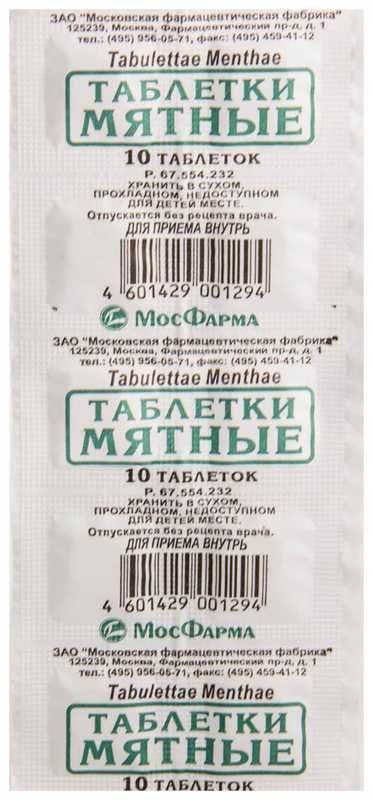 ЗАО "Московская фармацевтическая фабрика"
125239, Москва, Фармацевтический пр-д, д. 1
тел.: (495) 956-05-71, факс: (495) 459-41-12
Tabulettae Menthae
ТАБЛЕТКИ
МЯТНЫЕ
10 ТАБЛЕТОК
Р. 67.554.232
ХРАНИТЬ В СУХОМ,
ПРОХЛАДНОМ, НЕДОСТУПНОМ
ДЛЯ ДЕТЕЙ МЕСТЕ.
Отпускается без рецепта врача.
ДЛЯ ПРИЕМА ВНУТРЬ
4 601429 001294
МосФарма
ЗАО "Московская фармацевтическая фабрика"
125239, Москва, Фармацевтический пр-д, д. 1
тел.: (495) 956-05-71, факс: (495) 459-41-12
Tabulettae Menthae
ТАБЛЕТКИ
МЯТНЫЕ
10 ТАБЛЕТОК
Р. 67.554.232
ХРАНИТЬ В СУХОМ,
ПРОХЛАДНОМ, НЕДОСТУПНОМ
ДЛЯ ДЕТЕЙ МЕСТЕ.
Отпускается без рецепта врача.
ДЛЯ ПРИЕМА ВНУТРЬ
4 601429 001294
МосФарма
ЗАО "Московская фармацевтическая фабрика"
125239, Москва, Фармацевтический пр-д, д. 1
тел.: (495) 956-05-71, факс: (495) 459-41-12
Tabulettae Menthae
ТАБЛЕТКИ
МЯТНЫЕ
10 ТАБЛЕТОК